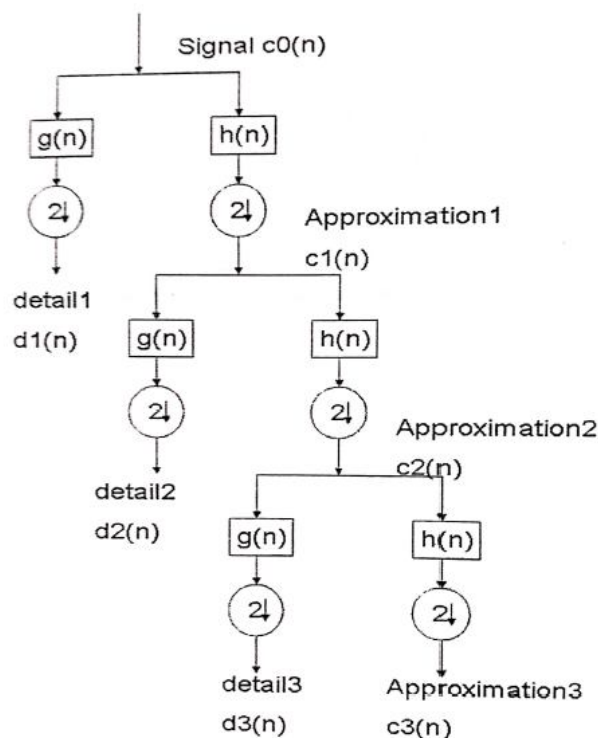 Signal c0(n)
g(n)
h(n)
2↓
2↓
Approximation1
c1(n)
detail1
d1(n)
g(n)
h(n)
2↓
2↓
Approximation2
c2(n)
detail2
d2(n)
g(n)
h(n)
2↓
2↓
detail3
d3(n)
Approximation3
c3(n)